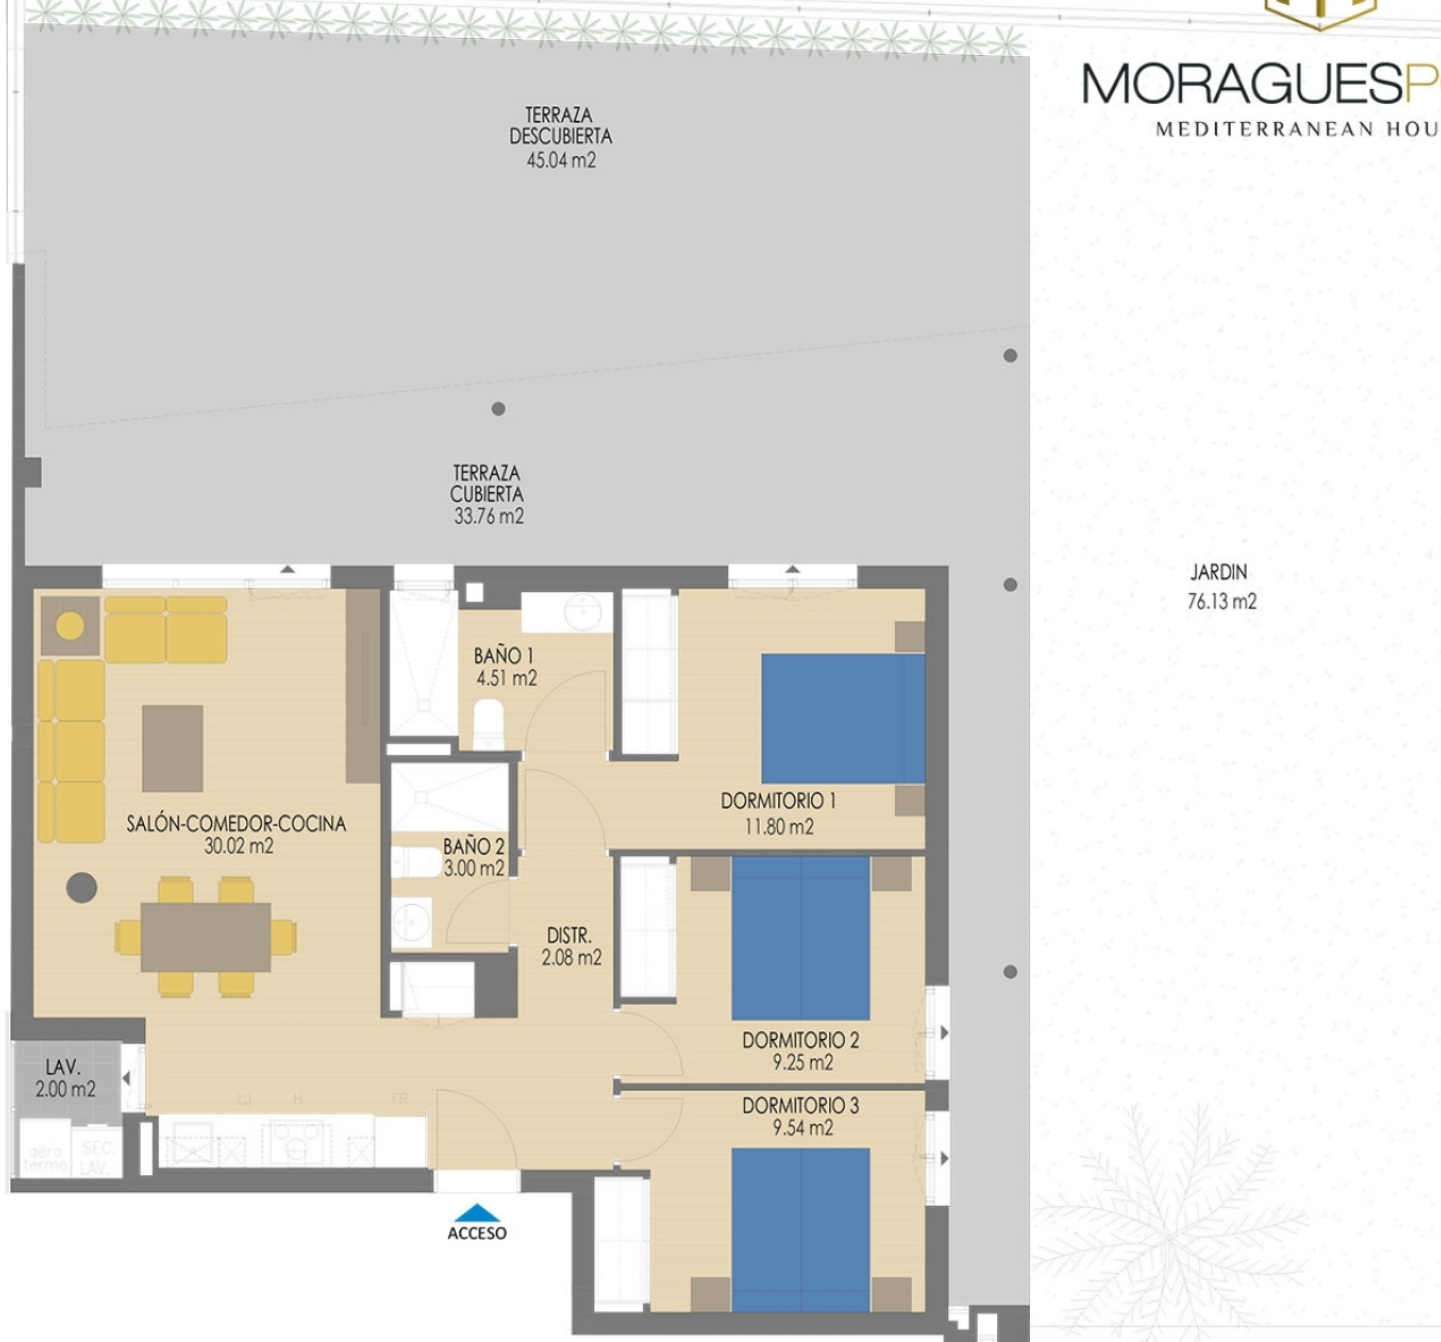 MORAGUESP
MEDITERRANEAN HOU
TERRAZA
DESCUBIERTA
45.04 m2
TERRAZA
CUBIERTA
33.76 m2
JARDIN
76.13 m2
BAÑO 1
4.51 m2
DORMITORIO 1
11.80 m2
SALÓN-COMEDOR-COCINA
30.02 m2
BAÑO 2
3.00 m2
DISTR.
2.08 m2
DORMITORIO 2
9.25 m2
LAV.
2.00 m2
LJ H FR
DORMITORIO 3
9.54 m2
aero
termo
SEC.
LAV.
ACCESO